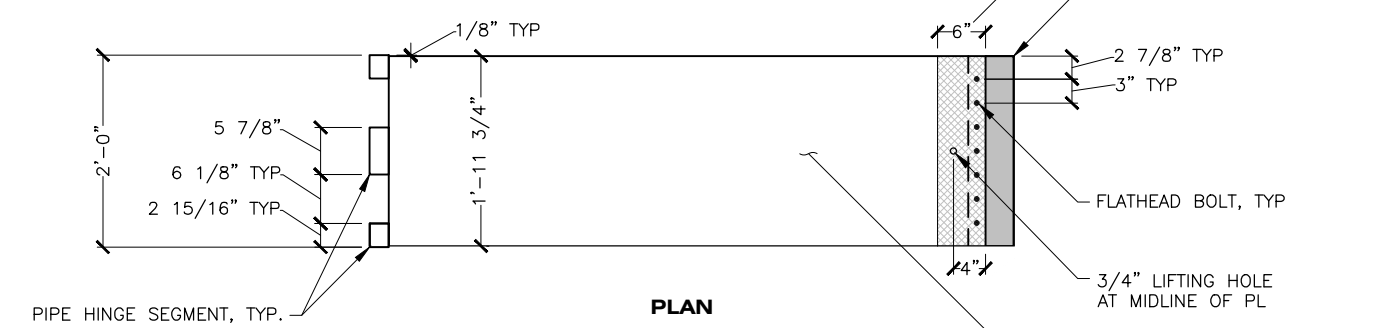 1/8” TYP
6”
2 7/8” TYP
3” TYP
2’-0”
5 7/8”
6 1/8” TYP
2 15/16” TYP
1’-11 3/4”
FLATHEAD BOLT, TYP
4”
3/4” LIFTING HOLE
AT MIDLINE OF PL
PIPE HINGE SEGMENT, TYP.
PLAN